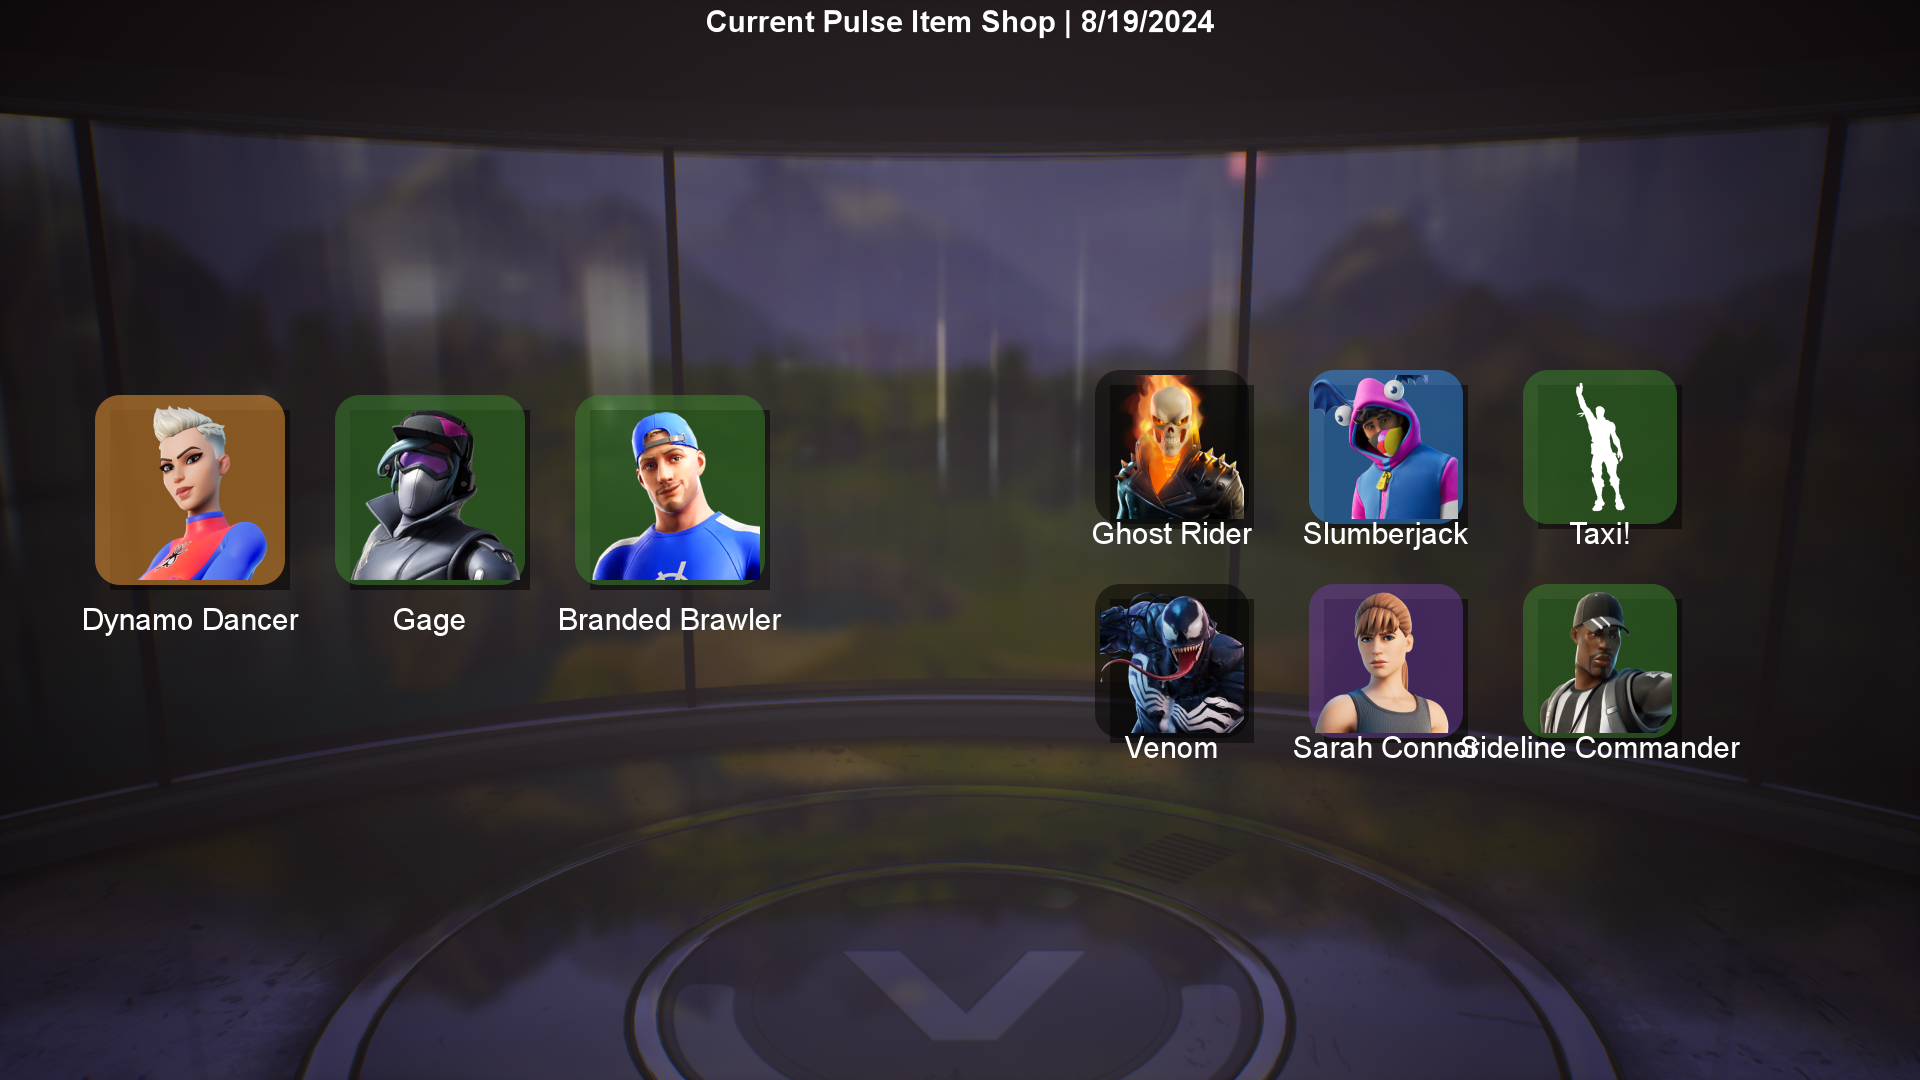 Current Pulse Item Shop | 8/19/2024
Dynamo Dancer
Gage
Branded Brawler
Ghost Rider
Slumberjack
Taxi!
Venom
Sarah Connor
Sideline Commander